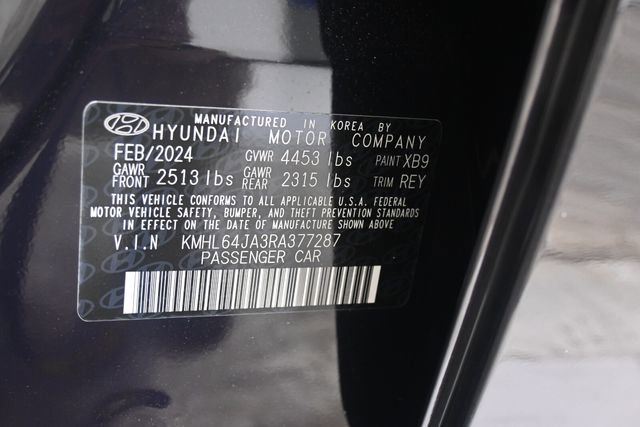 MANUFACTURED IN KOREA BY
HYUNDAI MOTOR COMPANY
FEB/2024 GVWR 4453 lbs PAINT XB9
GAWR FRONT 2513 lbs GAWR REAR 2315 lbs TRIM REY
THIS VEHICLE CONFORMS TO ALL APPLICABLE U.S.A. FEDERAL
MOTOR VEHICLE SAFETY, BUMPER, AND THEFT PREVENTION STANDARDS
IN EFFECT ON THE DATE OF MANUFACTURE SHOWN ABOVE
V.I.N KMHL64JA3RA377287
PASSENGER CAR